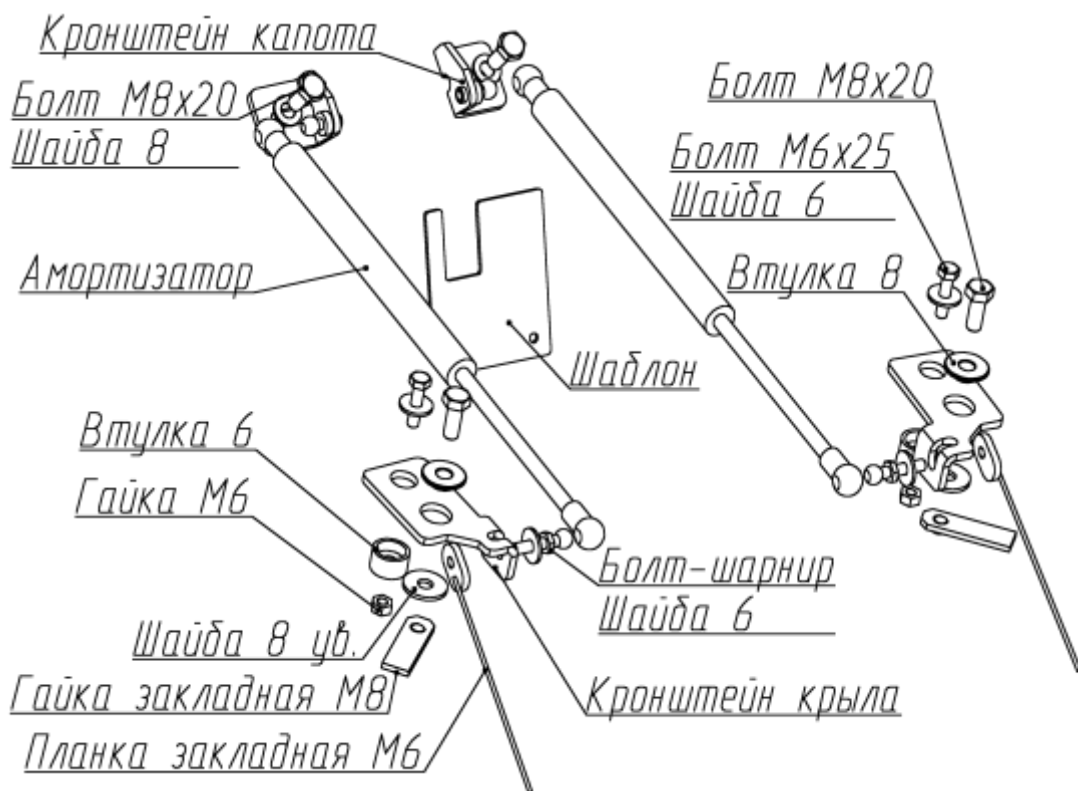 Кронштейн капота
Болт М8х20
Шайба 8
Болт М8х20
Болт М6х25
Шайба 6
Амортизатор
Втулка 8
Шаблон
Втулка 6
Гайка М6
Болт-шарнир
Шайба 6
Шайба 8 ув.
Гайка закладная М8
Кронштейн крыла
Планка закладная М6